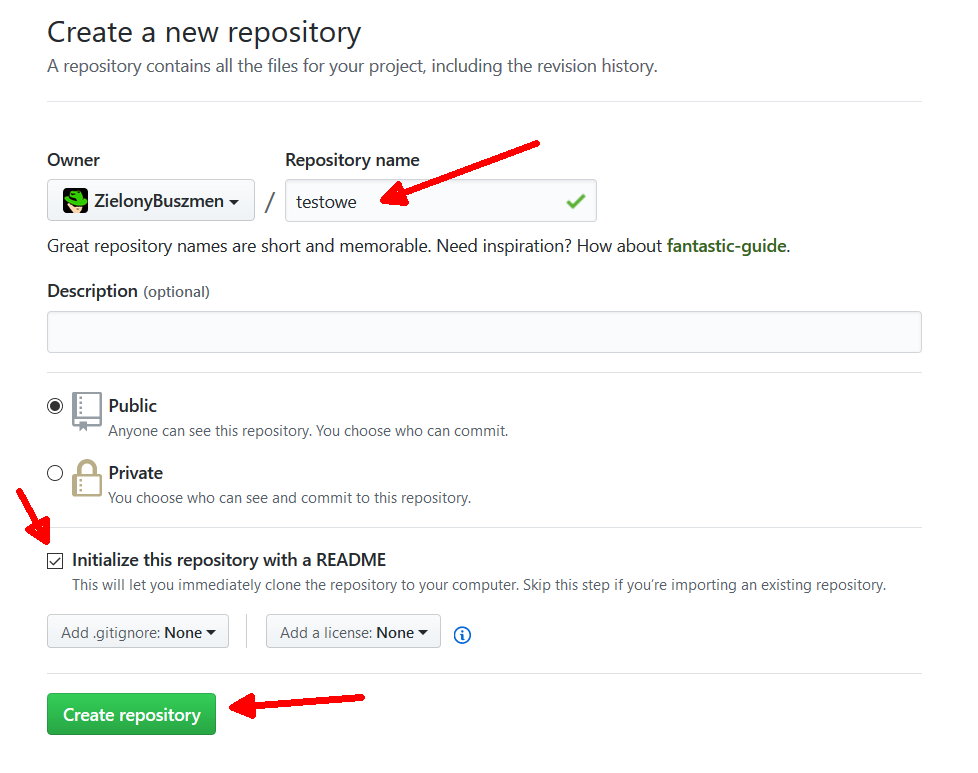 Create a new repository
A repository contains all the files for your project, including the revision history.
Owner
Repository name
ZielonyBuszmen / testowe
Great repository names are short and memorable. Need inspiration? How about fantastic-guide.
Description (optional)
Public
Anyone can see this repository. You choose who can commit.
Private
You choose who can see and commit to this repository.
Initialize this repository with a README
This will let you immediately clone the repository to your computer. Skip this step if you’re importing an existing repository.
Add .gitignore: None
Add a license: None
Create repository